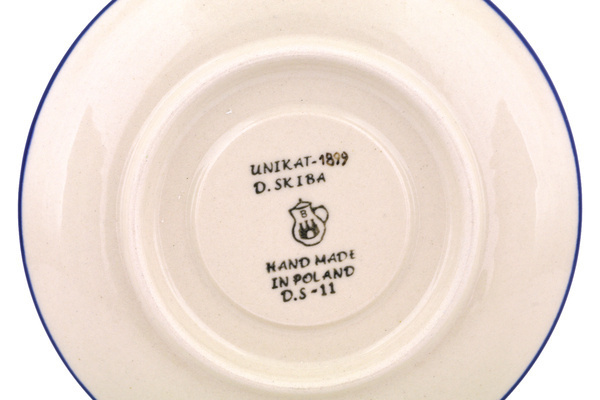 UNIKAT-1899
D.SKIBA
B
HAND MADE
IN POLAND
D.S-11